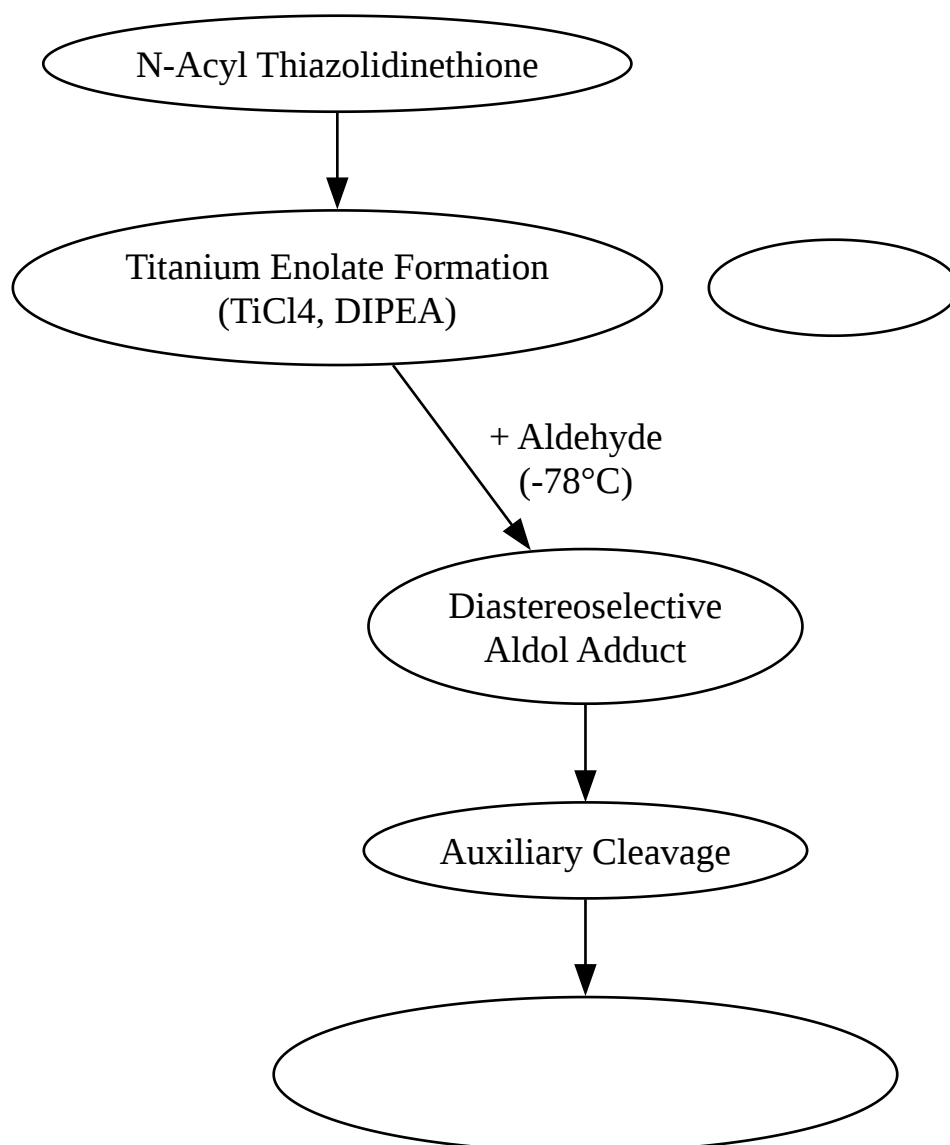 N-Acyl Thiazolidinethione
Titanium Enolate Formation
(TiCl4, DIPEA)
+ Aldehyde
(-78°C)
Diastereoselective
Aldol Adduct
Auxiliary Cleavage